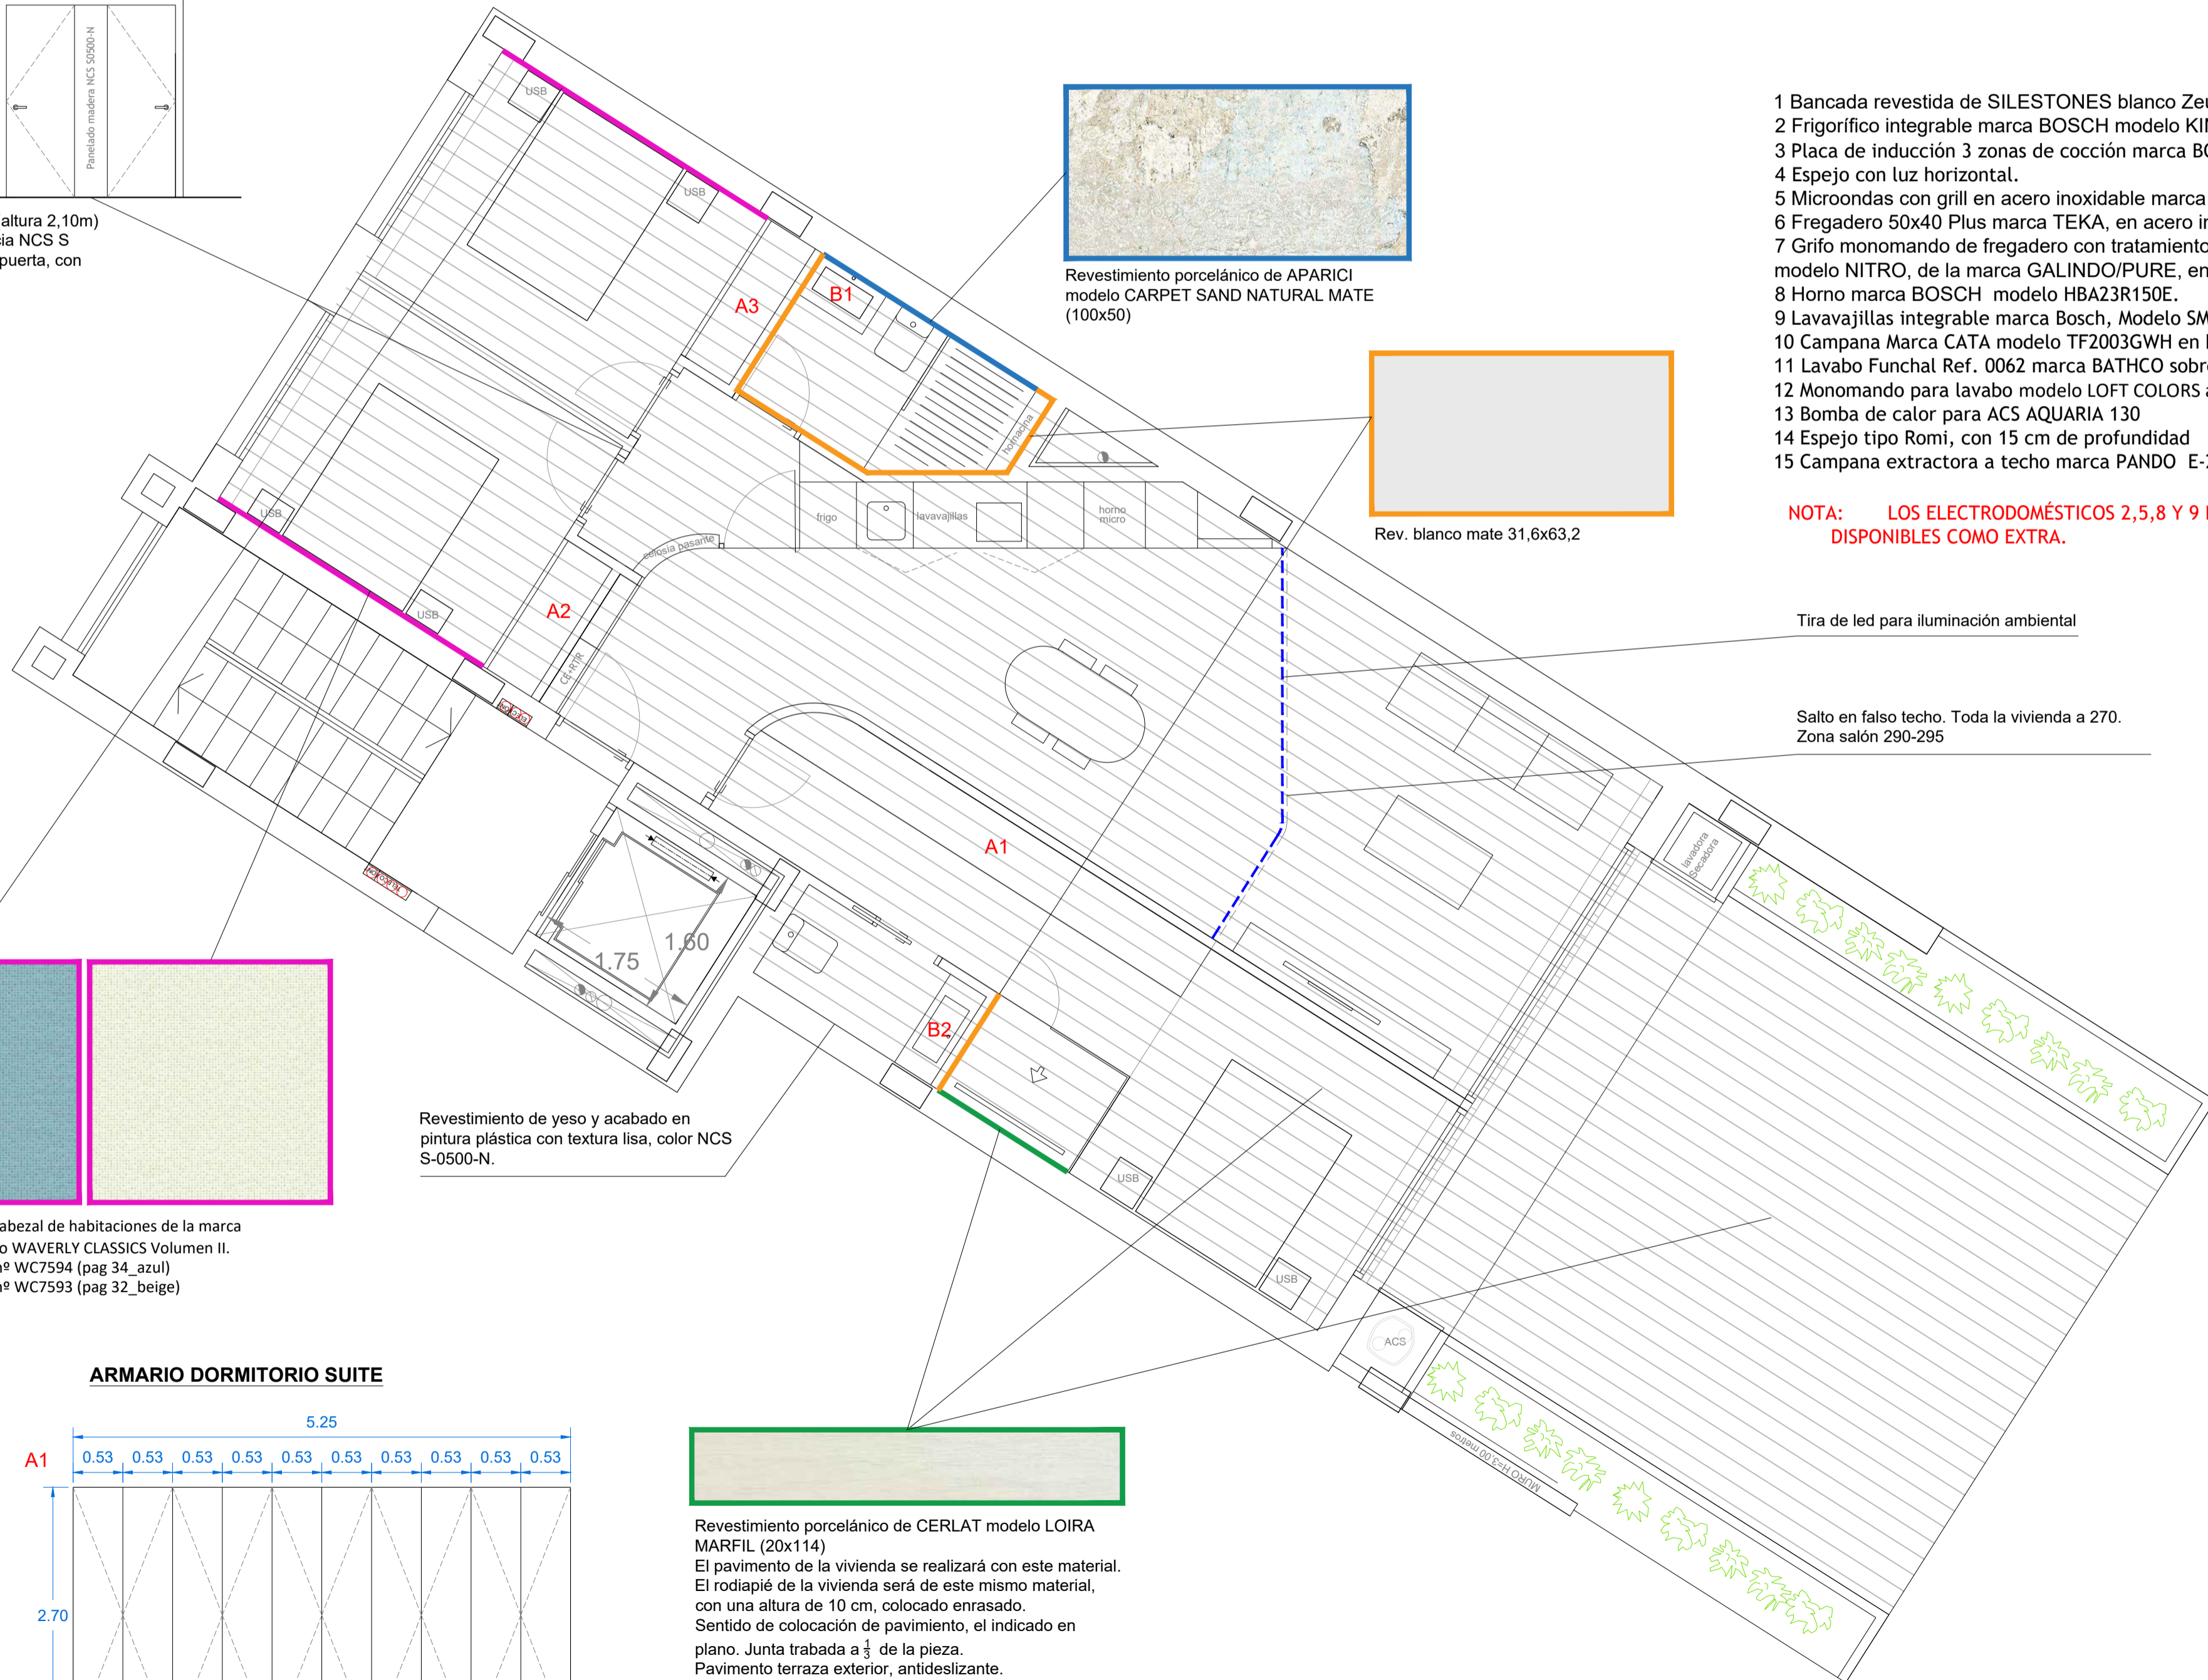 Panelado madera NCS S0500-N
altura 2,10m)
cia NCS S
puerta, con
USB
USB
A3
B1
hornacina
Revestimiento porcelánico de APARICI
modelo CARPET SAND NATURAL MATE
(100x50)
Rev. blanco mate 31,6x63,2
1 Bancada revestida de SILESTONES blanco Zeu
2 Frigorífico integrable marca BOSCH modelo KI
3 Placa de inducción 3 zonas de cocción marca BO
4 Espejo con luz horizontal.
5 Microondas con grill en acero inoxidable marca
6 Fregadero 50x40 Plus marca TEKA, en acero in
7 Grifo monomando de fregadero con tratamiento
modelo NITRO, de la marca GALINDO/PURE, en
8 Horno marca BOSCH modelo HBA23R150E.
9 Lavavajillas integrable marca Bosch, Modelo SM
10 Campana Marca CATA modelo TF2003GWH en
11 Lavabo Funchal Ref. 0062 marca BATHCO sobre
12 Monomando para lavabo modelo LOFT COLORS a
13 Bomba de calor para ACS AQUARIA 130
14 Espejo tipo Romi, con 15 cm de profundidad
15 Campana extractora a techo marca PANDO E-2
NOTA: LOS ELECTRODOMÉSTICOS 2,5,8 Y 9
DISPONIBLES COMO EXTRA.
USB
USB
frigo
lavavajillas
horno
micro
celosía pasante
A2
CE+RTR
Tira de led para iluminación ambiental
Salto en falso techo. Toda la vivienda a 270.
Zona salón 290-295
A1
lavadora
Secadora
1.60
1.75
B2
USB
USB
ACS
MURO H=3,00 metros
Revestimiento de yeso y acabado en
pintura plástica con textura lisa, color NCS
S-0500-N.
abezal de habitaciones de la marca
o WAVERLY CLASSICS Volumen II.
nº WC7594 (pag 34_azul)
nº WC7593 (pag 32_beige)
ARMARIO DORMITORIO SUITE
5.25
A1
0.53 0.53 0.53 0.53 0.53 0.53 0.53 0.53 0.53 0.53
2.70
Revestimiento porcelánico de CERLAT modelo LOIRA
MARFIL (20x114)
El pavimento de la vivienda se realizará con este material.
El rodiapié de la vivienda será de este mismo material,
con una altura de 10 cm, colocado enrasado.
Sentido de colocación de pavimento, el indicado en
plano. Junta trabada a 1/3 de la pieza.
Pavimento terraza exterior, antideslizante.